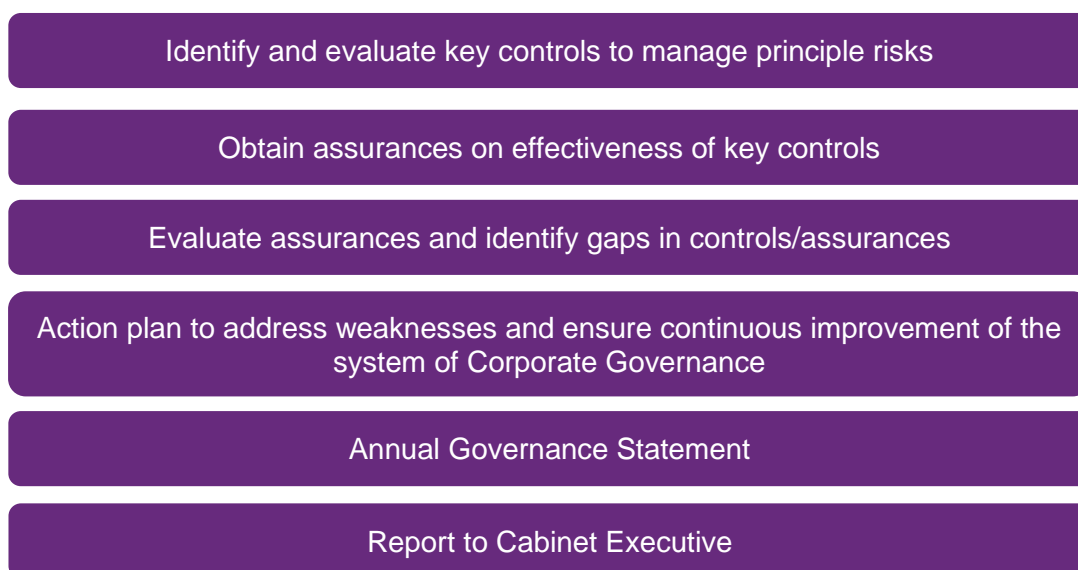 Identify and evaluate key controls to manage principle risks
Obtain assurances on effectiveness of key controls
Evaluate assurances and identify gaps in controls/assurances
Action plan to address weaknesses and ensure continuous improvement of the
system of Corporate Governance
Annual Governance Statement
Report to Cabinet Executive